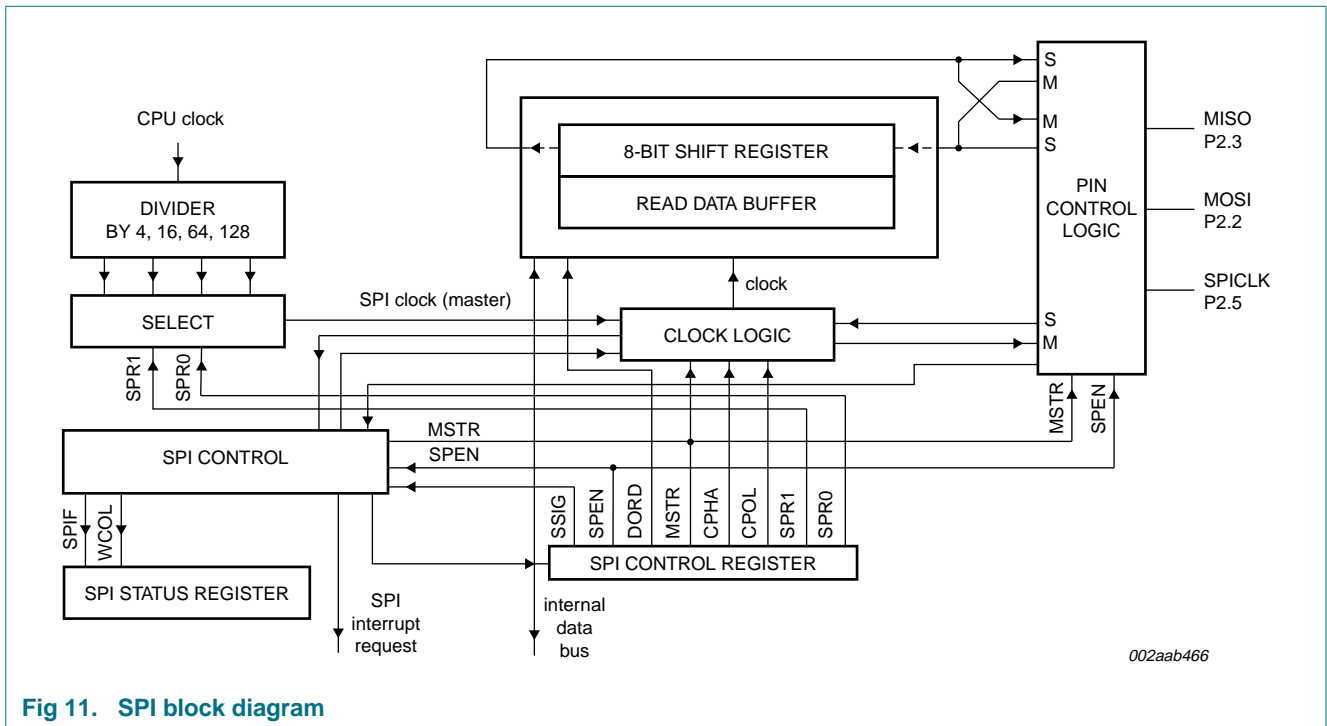 CPU clock
DIVIDER
BY 4, 16, 64, 128
SELECT
SPR1
SPR0
SPI clock (master)
8-BIT SHIFT REGISTER
READ DATA BUFFER
clock
CLOCK LOGIC
S
M
M
S
PIN
CONTROL
LOGIC
S
M
MISO
P2.3
MOSI
P2.2
SPICLK
P2.5
MSTR
SPEN
SPI CONTROL
MSTR
SPEN
SPIF
WCOL
SPI STATUS REGISTER
SPI
interrupt
request
SSIG
SPEN
DORD
MSTR
CPHA
CPOL
SPR1
SPR0
SPI CONTROL REGISTER
internal
data
bus
002aab466
Fig 11. SPI block diagram